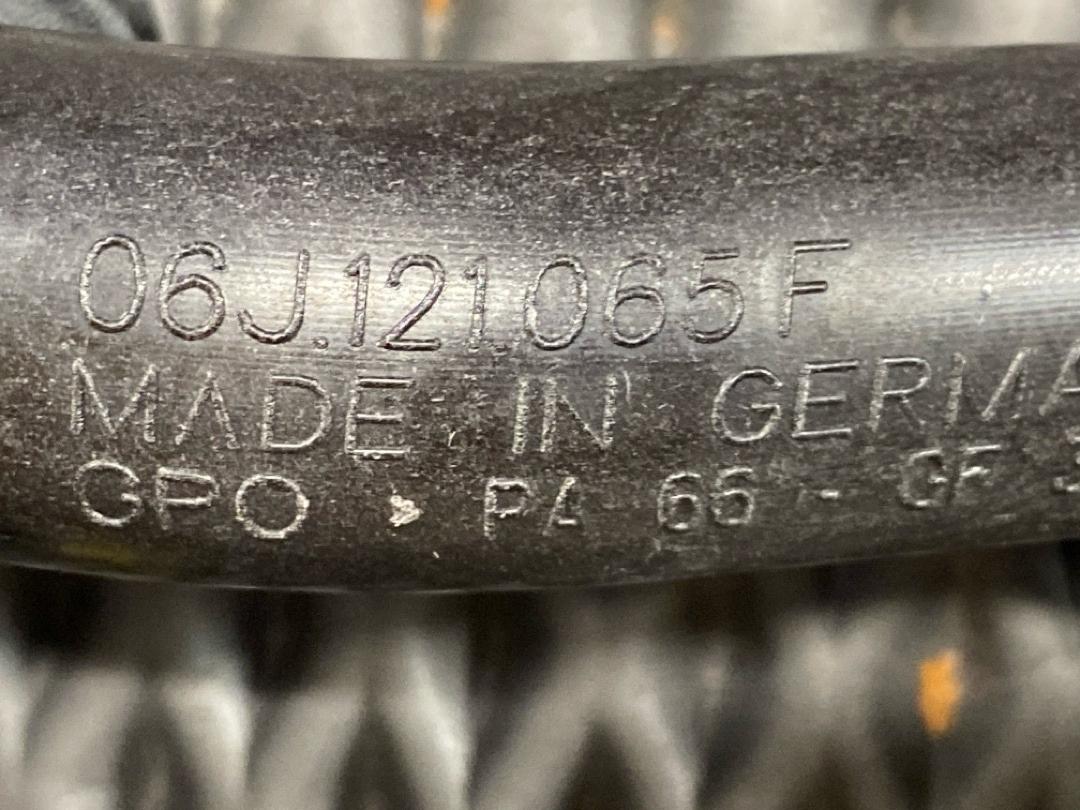 06J.121.065 F
MADE IN GERMA
GPO > PA 66 - GF